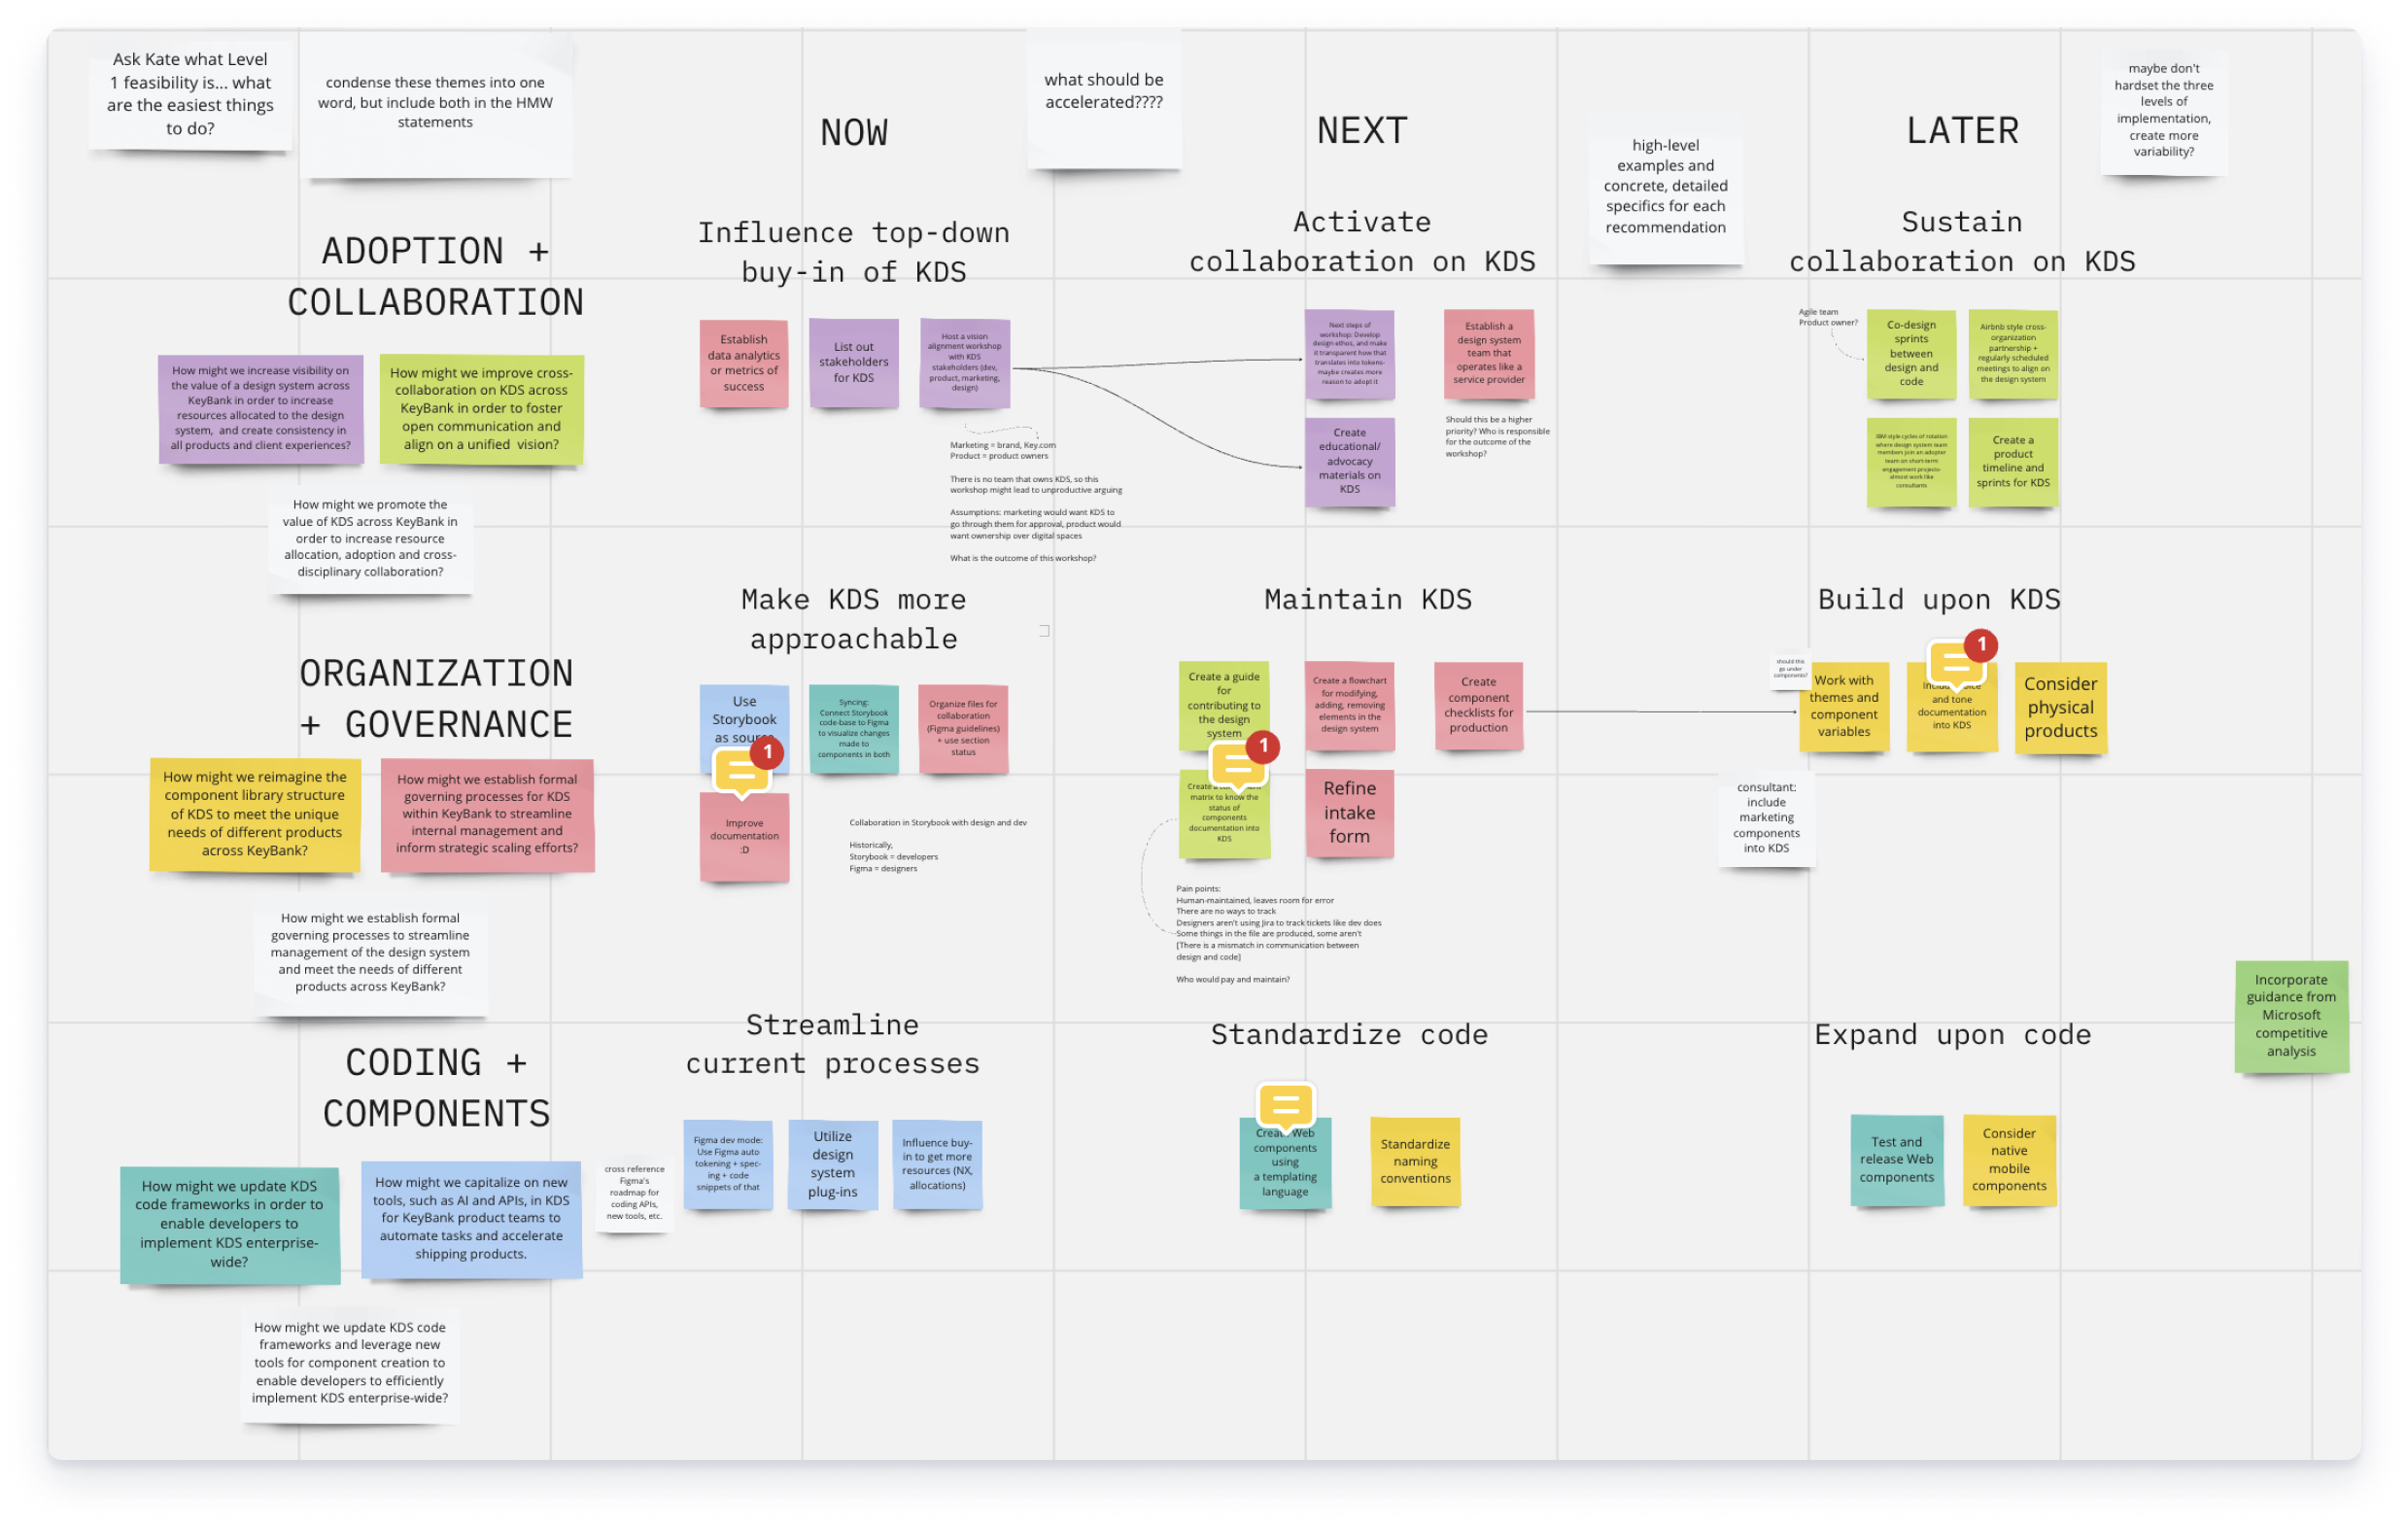 Ask Kate what Level
1 feasibility is... what
are the easiest things
to do?
condense these themes into one
word, but include both in the HMW
statements
what should be
accelerated????
maybe don't
hardset the three
levels of
implementation,
create more
variability?
NOW
NEXT
high-level
examples and
concrete, detailed
specifics for each
recommendation
LATER
ADOPTION +
COLLABORATION
Influence top-down
buy-in of KDS
Activate
collaboration on KDS
Sustain
collaboration on KDS
How might we increase visibility on
the value of a design system across
KeyBank in order to increase
resources allocated to the design
system, and create consistency in
all products and client experiences?
How might we improve cross-
collaboration on KDS across
KeyBank in order to foster
open communication and
align on a unified vision?
How might we promote the
value of KDS across KeyBank in
order to increase resource
allocation, adoption and cross-
disciplinary collaboration?
Establish
data analytics
or metrics of
success
List out
stakeholders
for KDS
Host a vision
alignment workshop
with KDS
stakeholders (dev,
product, marketing,
design)
Marketing = brand, Key.com
Product = product owners
There is no team that owns KDS, so this
workshop might lead to unproductive arguing
Assumptions: marketing would want KDS to
go through them for approval, product would
want ownership over digital spaces
What is the outcome of this workshop?
Next steps of
workshop: Develop
design ethos, and make
it transparent how that
translates into tokens-
maybe creates more
reason to adopt it
Establish a
design system
team that
operates like a
service provider
Create
educational/
advocacy
materials on
KDS
Should this be a higher
priority? Who is responsible
for the outcome of the
workshop?
Agile team
Product owner?
Co-design
sprints
between
design and
code
Airbnb style cross-
organization
partnership +
regularly scheduled
meetings to align on
the design system
IBM-style cycles of rotation
where design system team
members join an adopter
team on short-term
engagement projects-
almost work like
consultants
Create a
product
timeline and
sprints for KDS
ORGANIZATION
+ GOVERNANCE
Make KDS more
approachable
Maintain KDS
Build upon KDS
How might we reimagine the
component library structure
of KDS to meet the unique
needs of different products
across KeyBank?
How might we establish formal
governing processes for KDS
within KeyBank to streamline
internal management and
inform strategic scaling efforts?
How might we establish formal
governing processes to streamline
management of the design system
and meet the needs of different
products across KeyBank?
Use
Storybook
as source
1
Syncing:
Connect Storybook
code-base to Figma
to visualize changes
made to
components in both
Organize files for
collaboration
(Figma guidelines)
+ use section
status
Improve
documentation
:D
Collaboration in Storybook with design and dev
Historically,
Storybook = developers
Figma = designers
Create a guide
for
contributing to
the design
system
1
Create a flowchart
for modifying,
adding, removing
elements in the
design system
Create
component
checklists for
production
Create a
matrix to know the
status of
components
documentation into
KDS
Refine
intake
form
Pain points:
Human-maintained, leaves room for error
There are no ways to track
Designers aren't using Jira to track tickets like dev does
Some things in the file are produced, some aren't
[There is a mismatch in communication between
design and code]
Who would pay and maintain?
should this
go under
components?
Work with
themes and
component
variables
1
and tone
documentation
into KDS
Consider
physical
products
consultant:
include
marketing
components
into KDS
Incorporate
guidance from
Microsoft
competitive
analysis
CODING +
COMPONENTS
Streamline
current processes
Standardize code
Expand upon code
How might we update KDS
code frameworks in order to
enable developers to
implement KDS enterprise-
wide?
How might we capitalize on new
tools, such as AI and APIs, in KDS
for KeyBank product teams to
automate tasks and accelerate
shipping products.
How might we update KDS code
frameworks and leverage new
tools for component creation to
enable developers to efficiently
implement KDS enterprise-wide?
cross reference
Figma's
roadmap for
coding APIs,
new tools, etc.
Figma dev mode:
Use Figma auto
tokening + spec-
ing + code
snippets of that
Utilize
design
system
plug-ins
Influence buy-
in to get more
resources (NX,
allocations)
Create Web
components
using
a templating
language
Standardize
naming
conventions
Test and
release Web
components
Consider
native
mobile
components